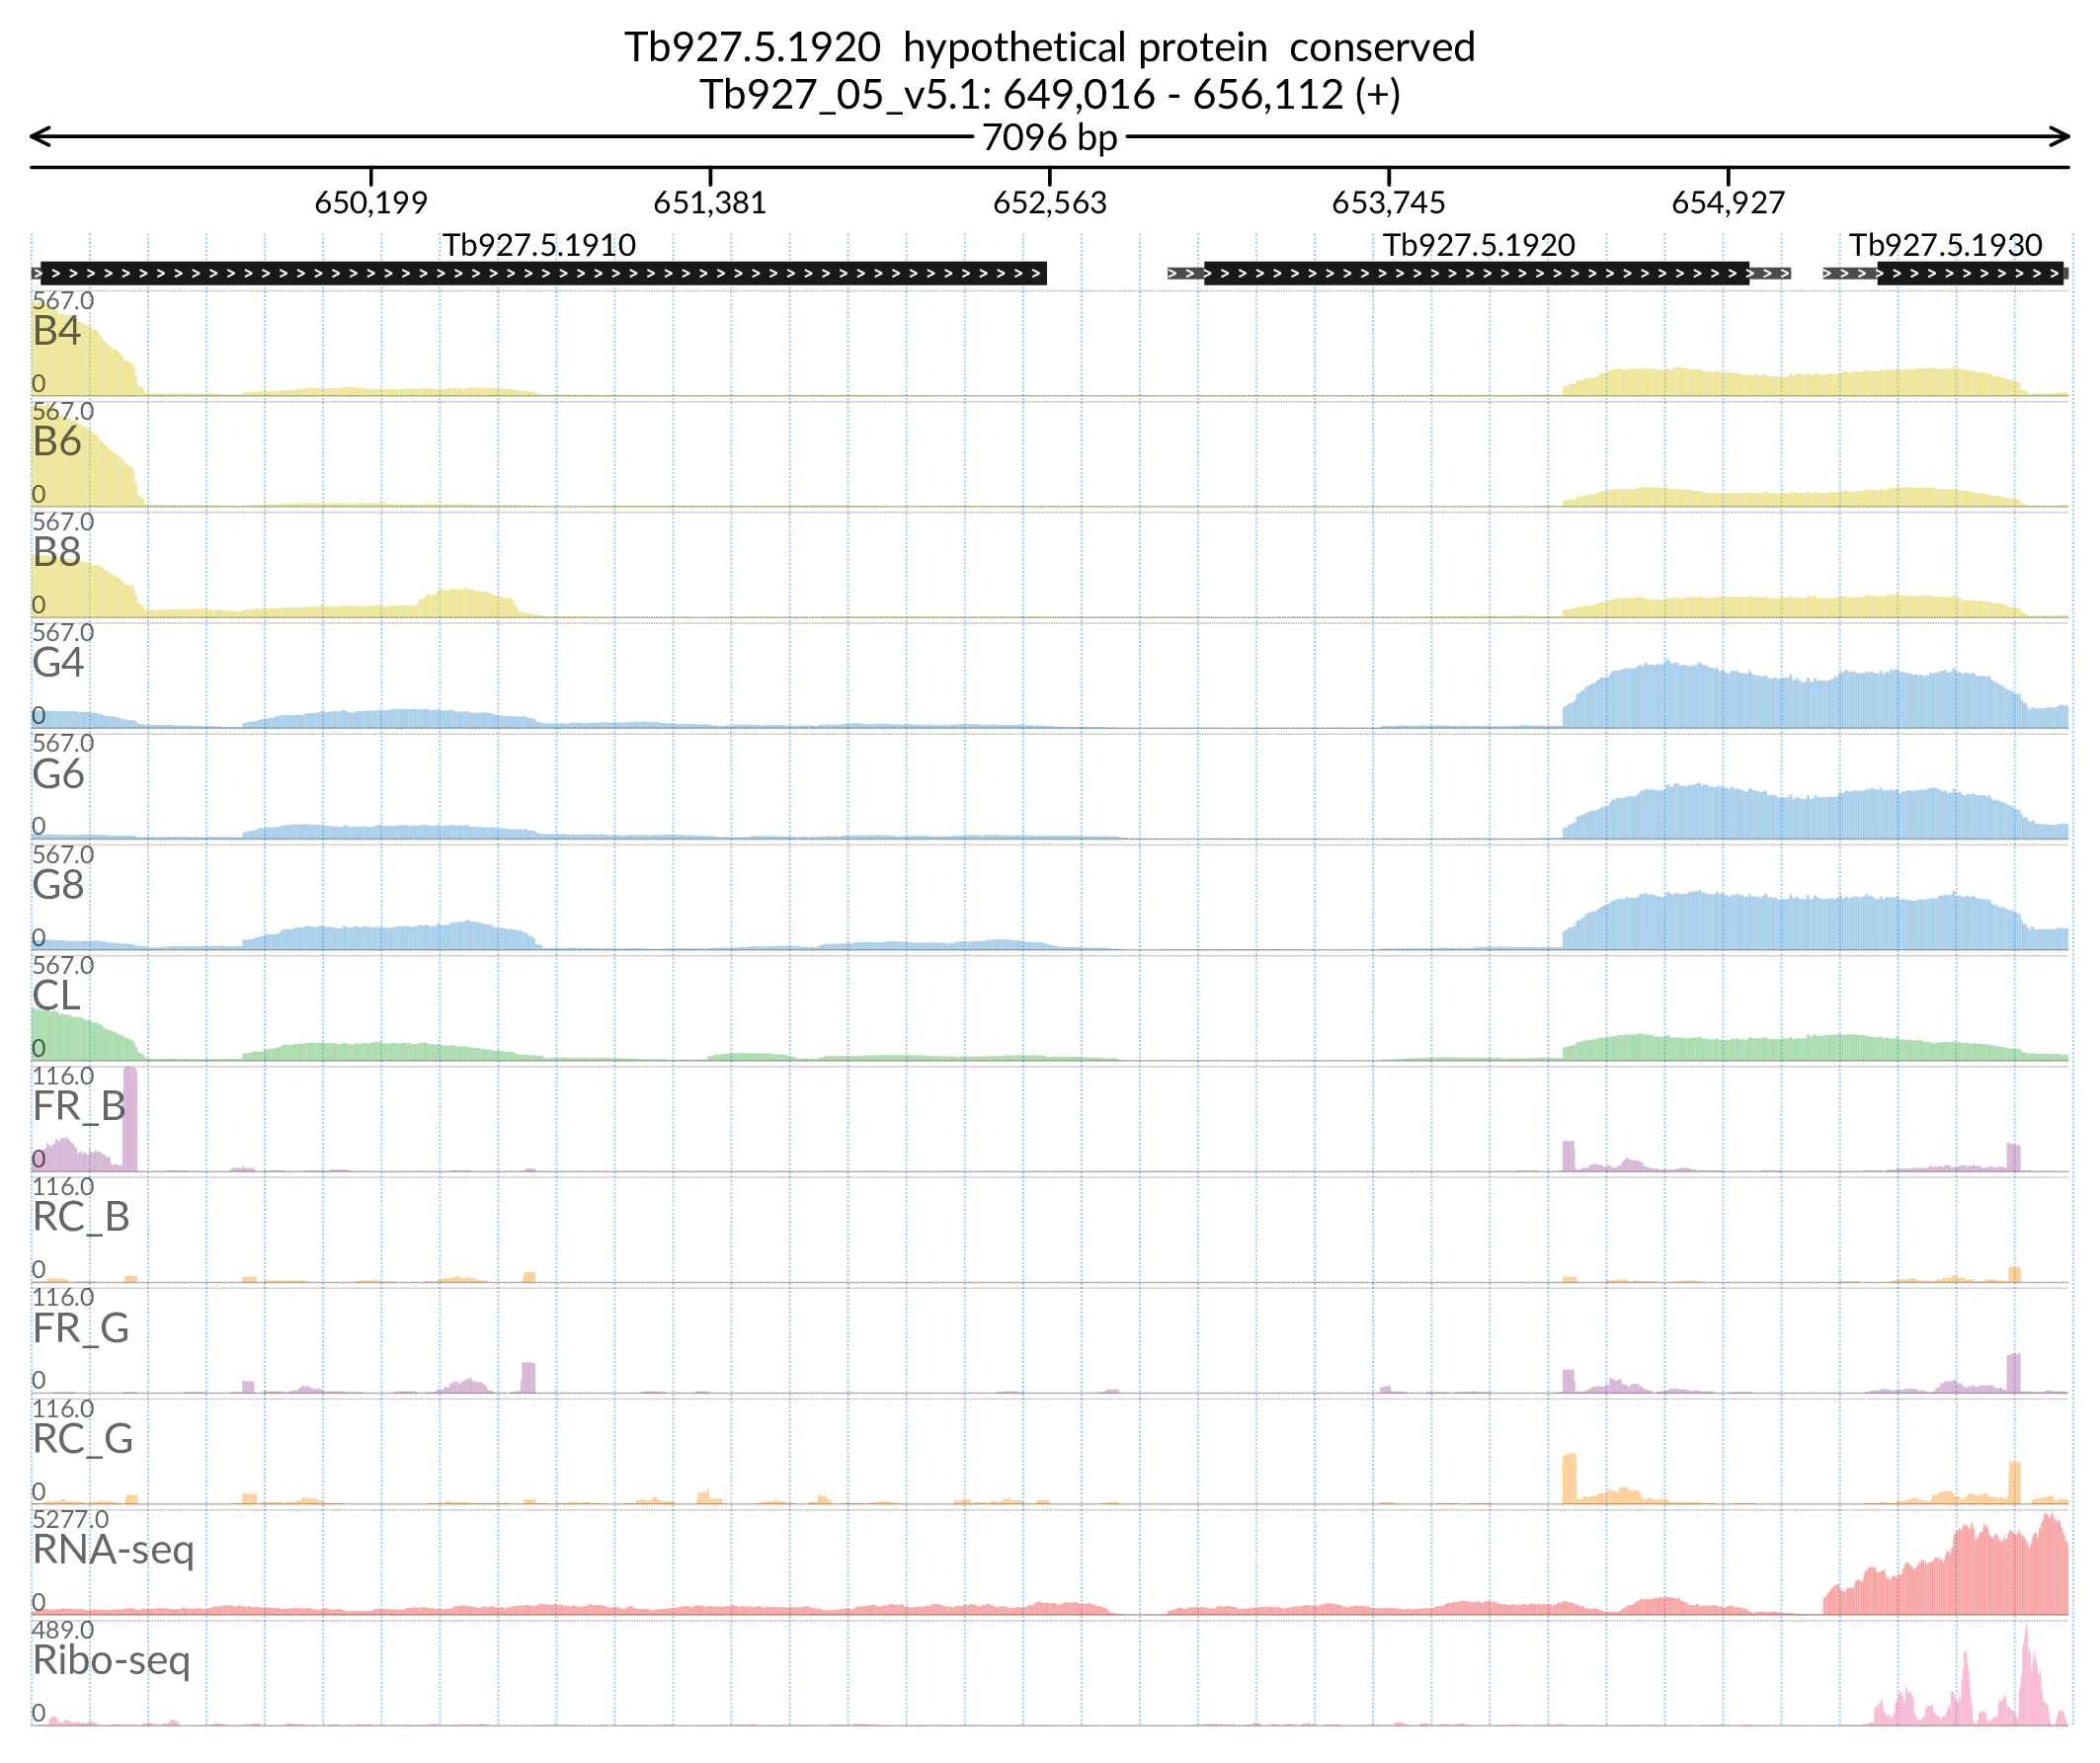 Tb927.5.1920  hypothetical protein  conserved
Tb927_05_v5.1: 649,016 - 656,112 (+)
7096 bp
650,199 651,381 652,563 653,745 654,927
Tb927.5.1910 Tb927.5.1920 Tb927.5.1930
567.0
B4
0
567.0
B6
0
567.0
B8
0
567.0
G4
0
567.0
G6
0
567.0
G8
0
567.0
CL
0
116.0
FR_B
0
116.0
RC_B
0
116.0
FR_G
0
116.0
RC_G
0
5277.0
RNA-seq
0
489.0
Ribo-seq
0